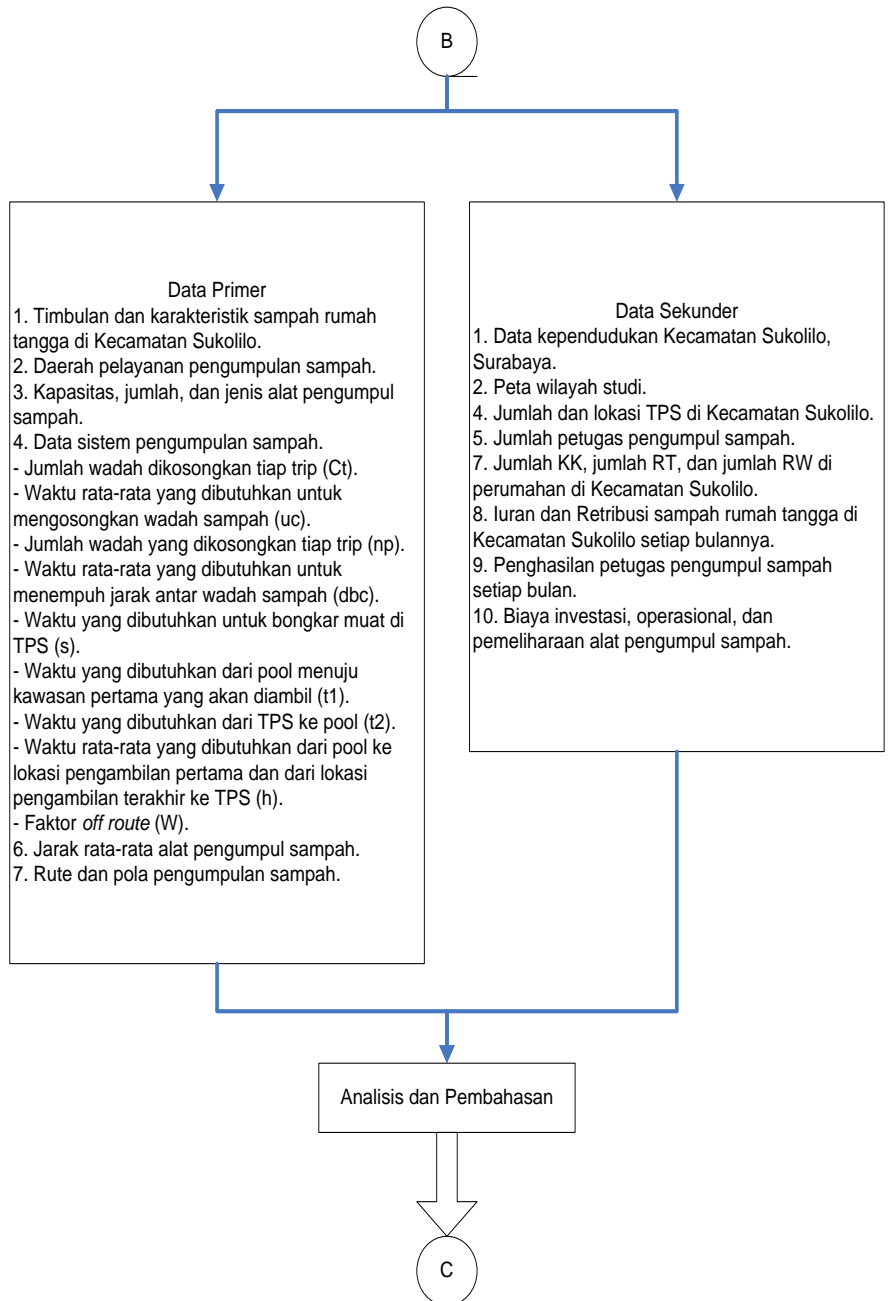 B
Data Primer
1. Timbulan dan karakteristik sampah rumah
tangga di Kecamatan Sukolilo.
2. Daerah pelayanan pengumpulan sampah.
3. Kapasitas, jumlah, dan jenis alat pengumpul
sampah.
4. Data sistem pengumpulan sampah.
- Jumlah wadah dikosongkan tiap trip (Ct).
- Waktu rata-rata yang dibutuhkan untuk
mengosongkan wadah sampah (uc).
- Jumlah wadah yang dikosongkan tiap trip (np).
- Waktu rata-rata yang dibutuhkan untuk
menempuh jarak antar wadah sampah (dbc).
- Waktu yang dibutuhkan untuk bongkar muat di
TPS (s).
- Waktu yang dibutuhkan dari pool menuju
kawasan pertama yang akan diambil (t1).
- Waktu yang dibutuhkan dari TPS ke pool (t2).
- Waktu rata-rata yang dibutuhkan dari pool ke
lokasi pengambilan pertama dan dari lokasi
pengambilan terakhir ke TPS (h).
- Faktor off route (W).
6. Jarak rata-rata alat pengumpul sampah.
7. Rute dan pola pengumpulan sampah.
Data Sekunder
1. Data kependudukan Kecamatan Sukolilo,
Surabaya.
2. Peta wilayah studi.
4. Jumlah dan lokasi TPS di Kecamatan Sukolilo.
5. Jumlah petugas pengumpul sampah.
7. Jumlah KK, jumlah RT, dan jumlah RW di
perumahan di Kecamatan Sukolilo.
8. Iuran dan Retribusi sampah rumah tangga di
Kecamatan Sukolilo setiap bulannya.
9. Penghasilan petugas pengumpul sampah
setiap bulan.
10. Biaya investasi, operasional, dan
pemeliharaan alat pengumpul sampah.
Analisis dan Pembahasan
C